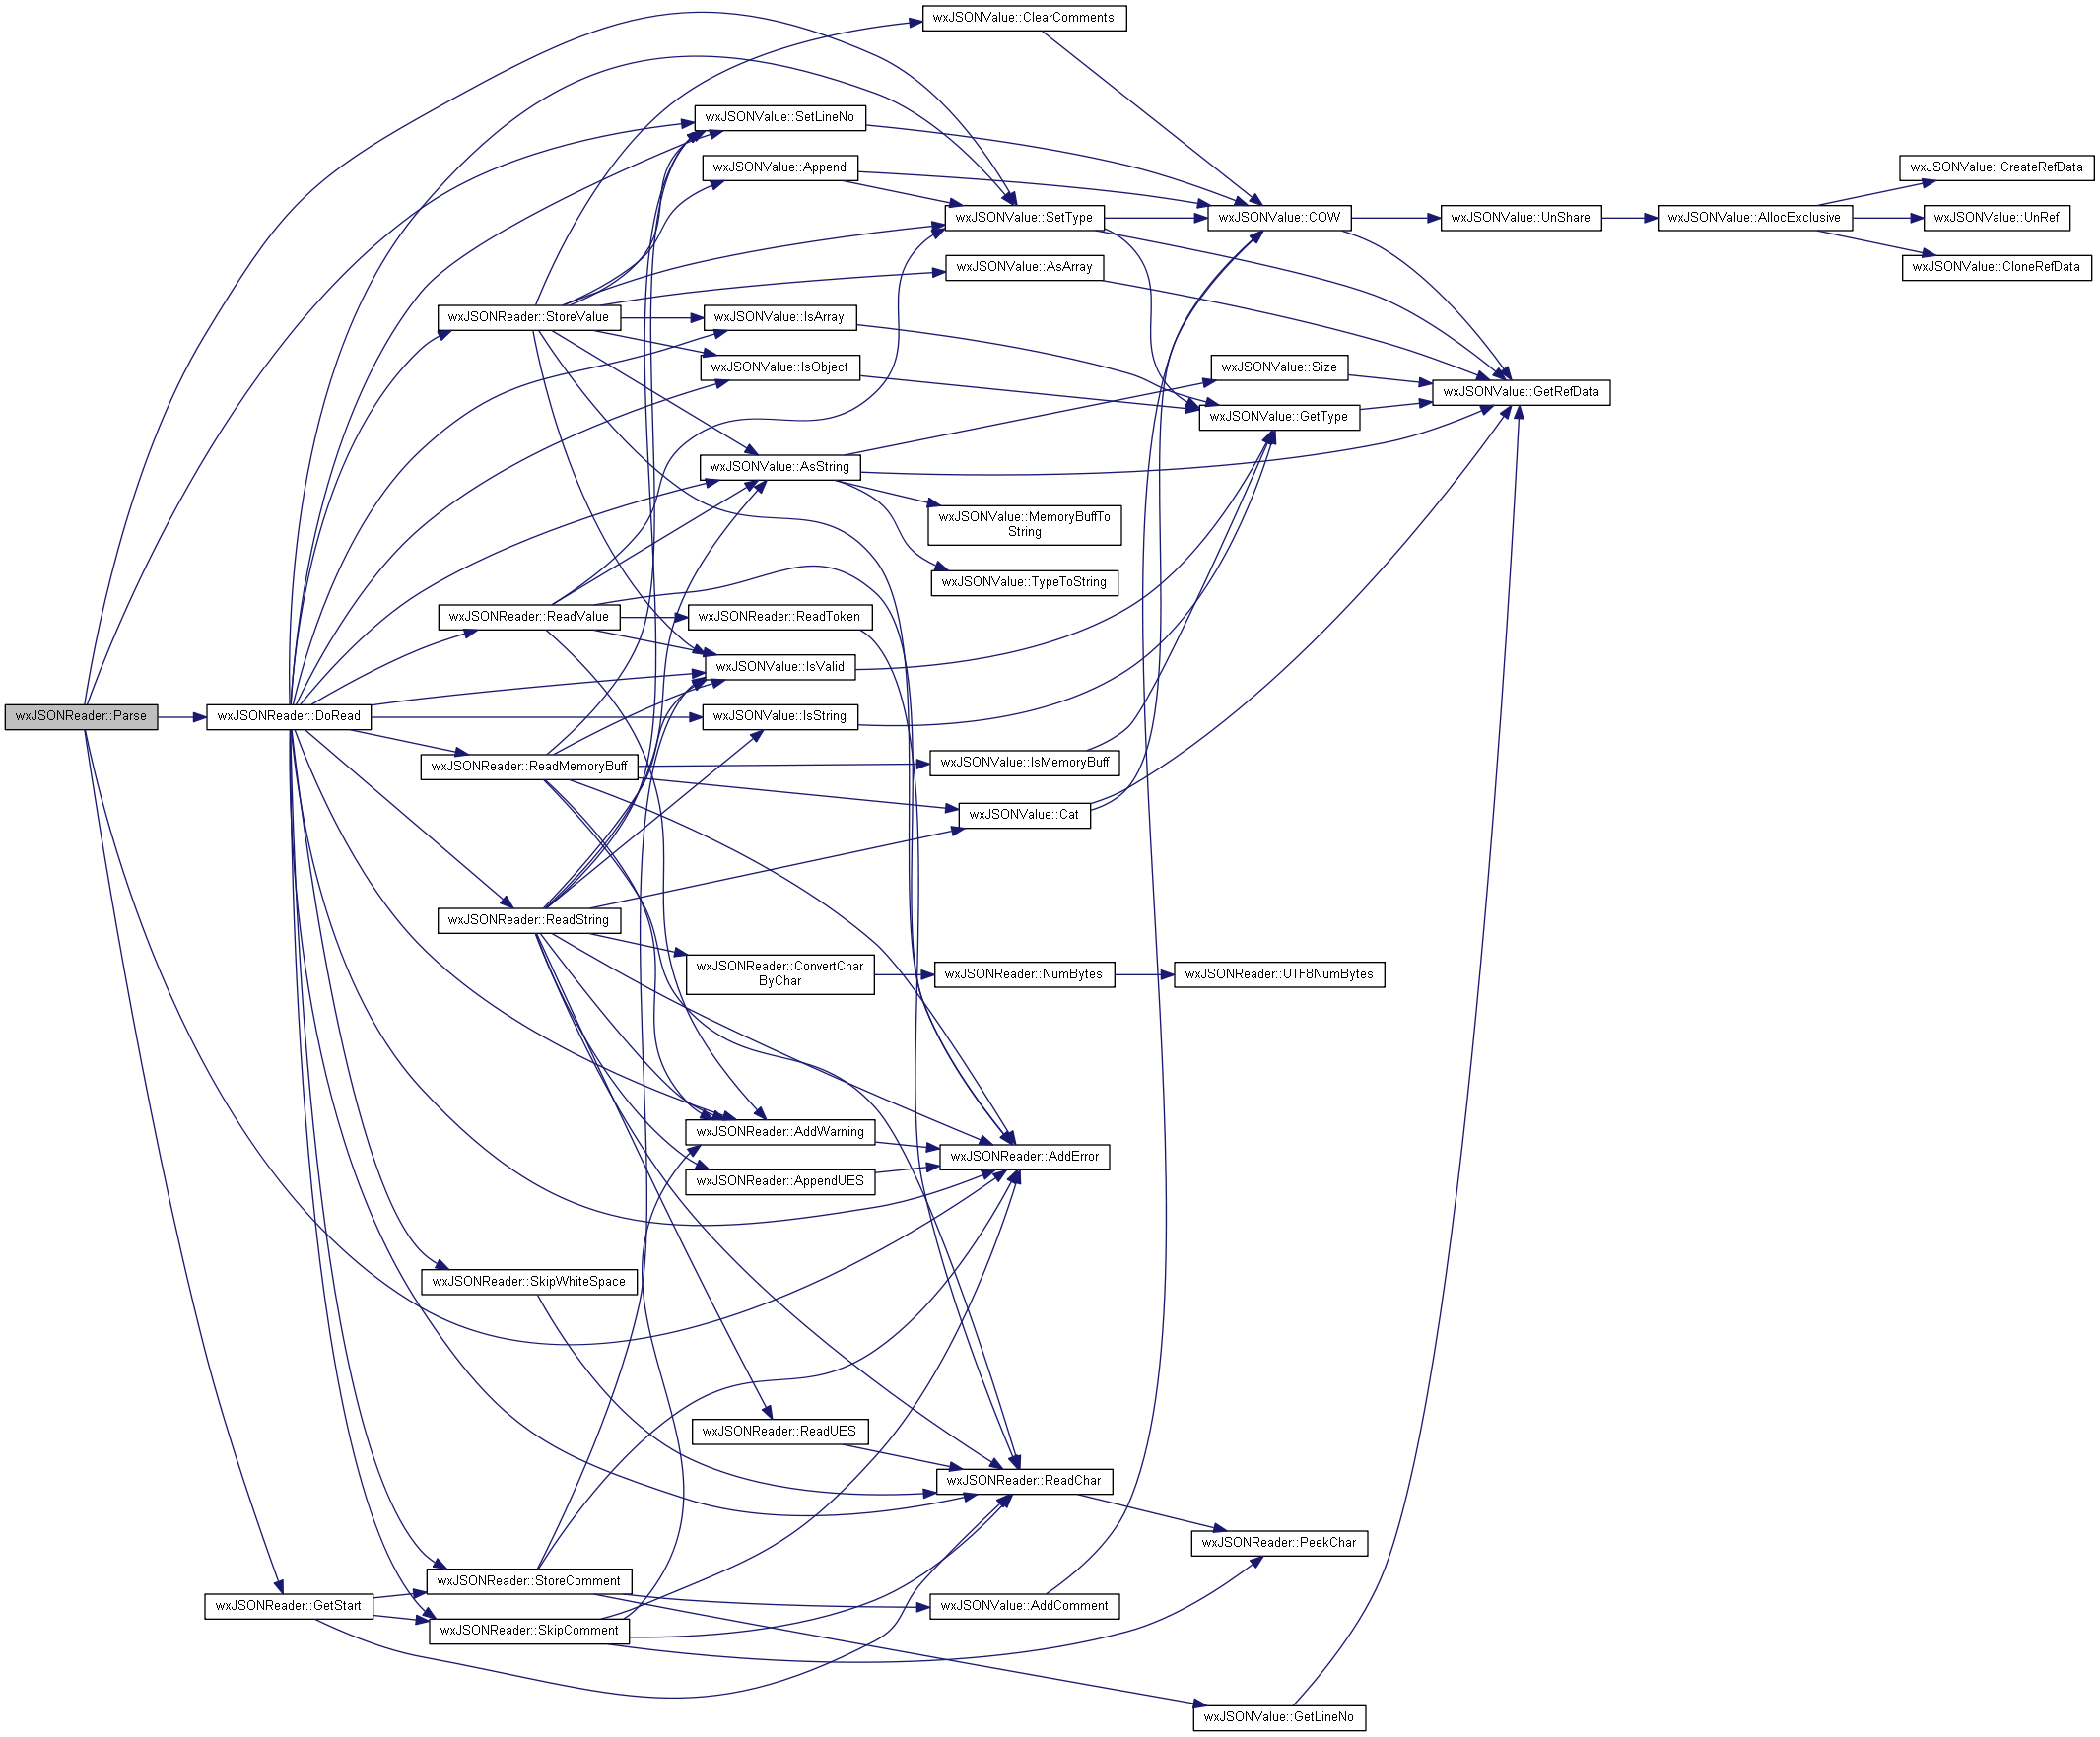 wxJSONValue::ClearComments
wxJSONValue::SetLineNo
wxJSONValue::Append
wxJSONValue::CreateRefData
wxJSONValue::SetType
wxJSONValue::COW
wxJSONValue::UnShare
wxJSONValue::AllocExclusive
wxJSONValue::UnRef
wxJSONValue::AsArray
wxJSONValue::CloneRefData
wxJSONReader::StoreValue
wxJSONValue::IsArray
wxJSONValue::IsObject
wxJSONValue::Size
wxJSONValue::GetRefData
wxJSONValue::GetType
wxJSONValue::AsString
wxJSONValue::MemoryBuffTo
String
wxJSONValue::TypeToString
wxJSONReader::ReadValue
wxJSONReader::ReadToken
wxJSONValue::IsValid
wxJSONReader::Parse
wxJSONReader::DoRead
wxJSONValue::IsString
wxJSONReader::ReadMemoryBuff
wxJSONValue::IsMemoryBuff
wxJSONValue::Cat
wxJSONReader::ReadString
wxJSONReader::ConvertChar
ByChar
wxJSONReader::NumBytes
wxJSONReader::UTF8NumBytes
wxJSONReader::AddWarning
wxJSONReader::AddError
wxJSONReader::AppendUES
wxJSONReader::SkipWhiteSpace
wxJSONReader::ReadUES
wxJSONReader::ReadChar
wxJSONReader::PeekChar
wxJSONReader::StoreComment
wxJSONReader::GetStart
wxJSONValue::AddComment
wxJSONReader::SkipComment
wxJSONValue::GetLineNo